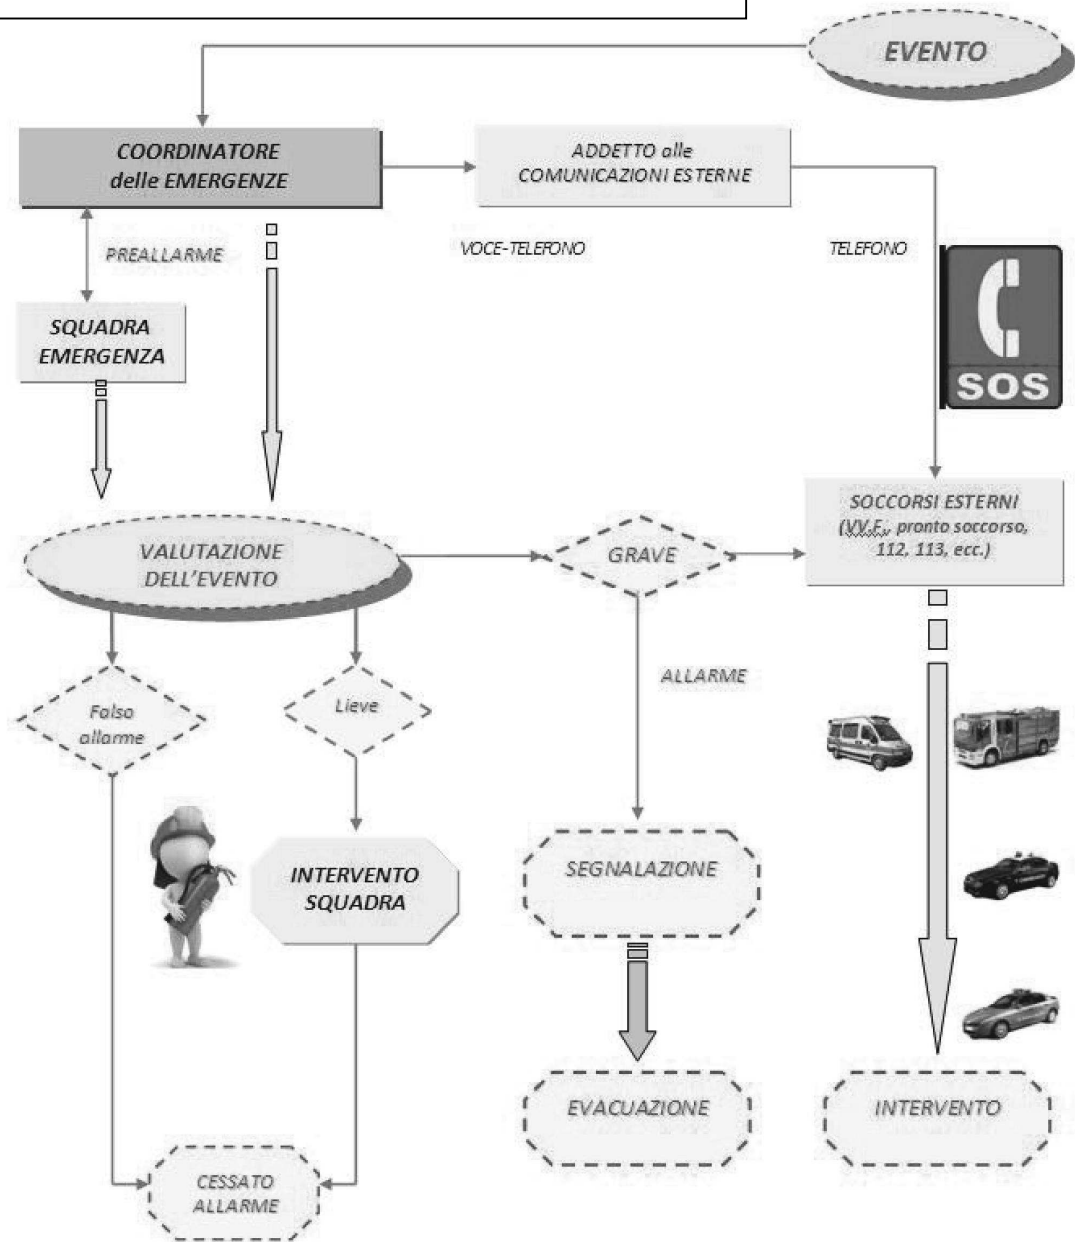 EVENTO
COORDINATORE
delle EMERGENZE
ADDETTO alle
COMUNICAZIONI ESTERNE
PREALLARME
VOCE-TELEFONO
TELEFONO
SOS
SQUADRA
EMERGENZA
SOCCORSI ESTERNI
(VV.F., pronto soccorso,
112, 113, ecc.)
VALUTAZIONE
DELL'EVENTO
GRAVE
ALLARME
Falso
allarme
Lieve
INTERVENTO
SQUADRA
SEGNALAZIONE
EVACUAZIONE
INTERVENTO
CESSATO
ALLARME